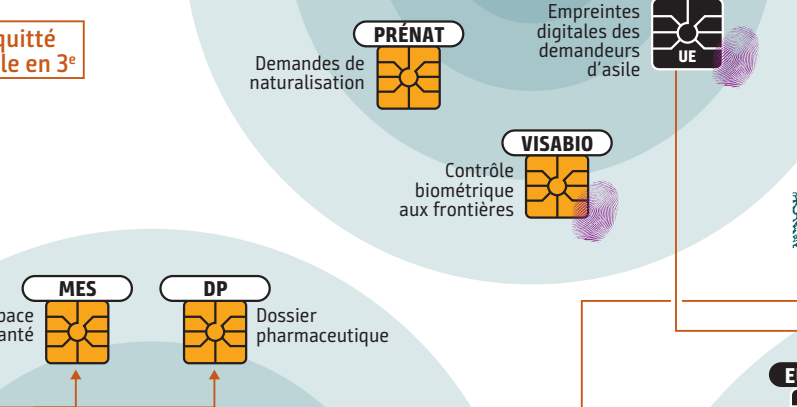 quitté
le en 3e
PRÉNAT
Demandes de
naturalisation
Empreintes
digitales des
demandeurs
d'asile
UE
VISABIO
Contrôle
biométrique
aux frontières
MES
pace
anté
DP
Dossier
pharmaceutique
E